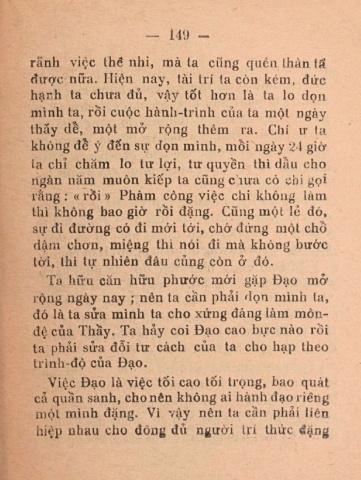 — 149 —
rãnh việc thê nhi, mà ta cũng quên thân ta
được nữa. Hiện nay, tài trí ta còn kém, đức
hạnh ta chưa đủ, vậy tốt hơn là ta lo dọn
mình ta, rồi cuộc hành-trình của ta một ngày
thấy dễ, một mở rộng thêm ra. Chí ư ta
không để ý đến sự dọn mình, mỗi ngày 24 giờ
ta chỉ chăm lo tư lợi, tư quyền thì dầu cho
ngàn năm muôn kiếp ta cũng chưa có chi gọi
rằng : « rồi » Phàm công việc chi không làm
thì không bao giờ rồi đặng. Cũng một lẻ đó,
sự đi đường có đi mới tới, chớ đứng một chỗ
dậm chơn, miệng thì nói đi mà không bước
tới, thì tự nhiên đâu củng còn ở đó.
Ta hữu căn hữu phước mới gặp Đạo mở
rộng ngày nay ; nên ta cần phải dọn mình ta,
đó là ta sửa mình ta cho xứng đáng làm môn-
đệ của Thầy. Ta hảy coi Đạo cao bực nào rồi
ta phải sửa đổi tư cách của ta cho hạp theo
trình-độ của Đạo.
Việc Đạo là việc tối cao tối trọng, bao quát
cả quần sanh, cho nên không ai hành đạo riêng
một mình đặng. Vì vậy nên ta cần phải liên
hiệp nhau cho đông đủ người trí thức đặng